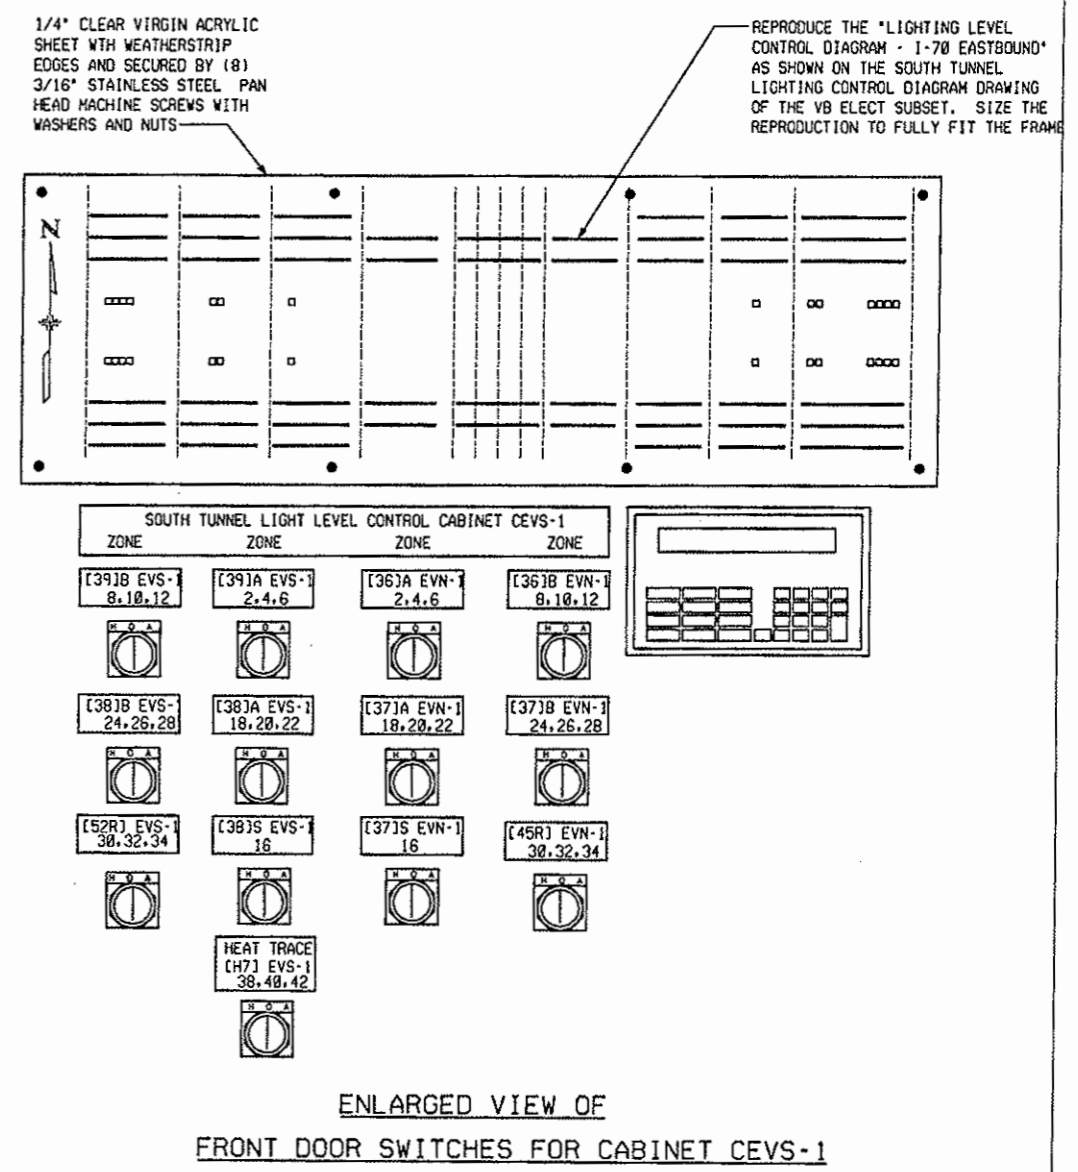 1/4" CLEAR VIRGIN ACRYLIC
SHEET WTH WEATHERSTRIP
EDGES AND SECURED BY (8)
3/16" STAINLESS STEEL PAN
HEAD MACHINE SCREWS WITH
WASHERS AND NUTS
REPRODUCE THE "LIGHTING LEVEL
CONTROL DIAGRAM - I-70 EASTBOUND"
AS SHOWN ON THE SOUTH TUNNEL
LIGHTING CONTROL DIAGRAM DRAWING
OF THE VB ELECT SUBSET. SIZE THE
REPRODUCTION TO FULLY FIT THE FRAME
N
SOUTH TUNNEL LIGHT LEVEL CONTROL CABINET CEVS-1
ZONE ZONE ZONE ZONE
[39]B EVS-1 [39]A EVS-1 [36]A EVN-1 [36]B EVN-1
8,10,12 2,4,6 2,4,6 8,10,12
H O A H O A H O A H O A
[38]B EVS- [38]A EVS-1 [37]A EVN-1 [37]B EVN-1
24,26,28 18,20,22 18,20,22 24,26,28
H O A H O A H O A H O A
[52R] EVS-1 [38]S EVS-1 [37]S EVN-1 [45R] EVN-1
30,32,34 16 16 30,32,34
H O A H O A H O A H O A
HEAT TRACE
[H7] EVS-1
38,40,42
H O A
ENLARGED VIEW OF
FRONT DOOR SWITCHES FOR CABINET CEVS-1